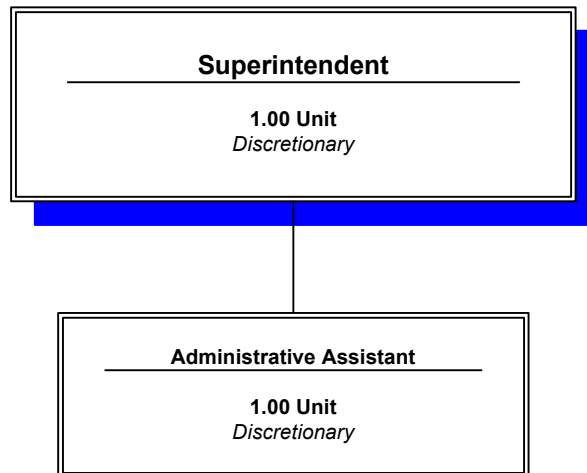 Superintendent
1.00 Unit
Discretionary
Administrative Assistant
1.00 Unit
Discretionary